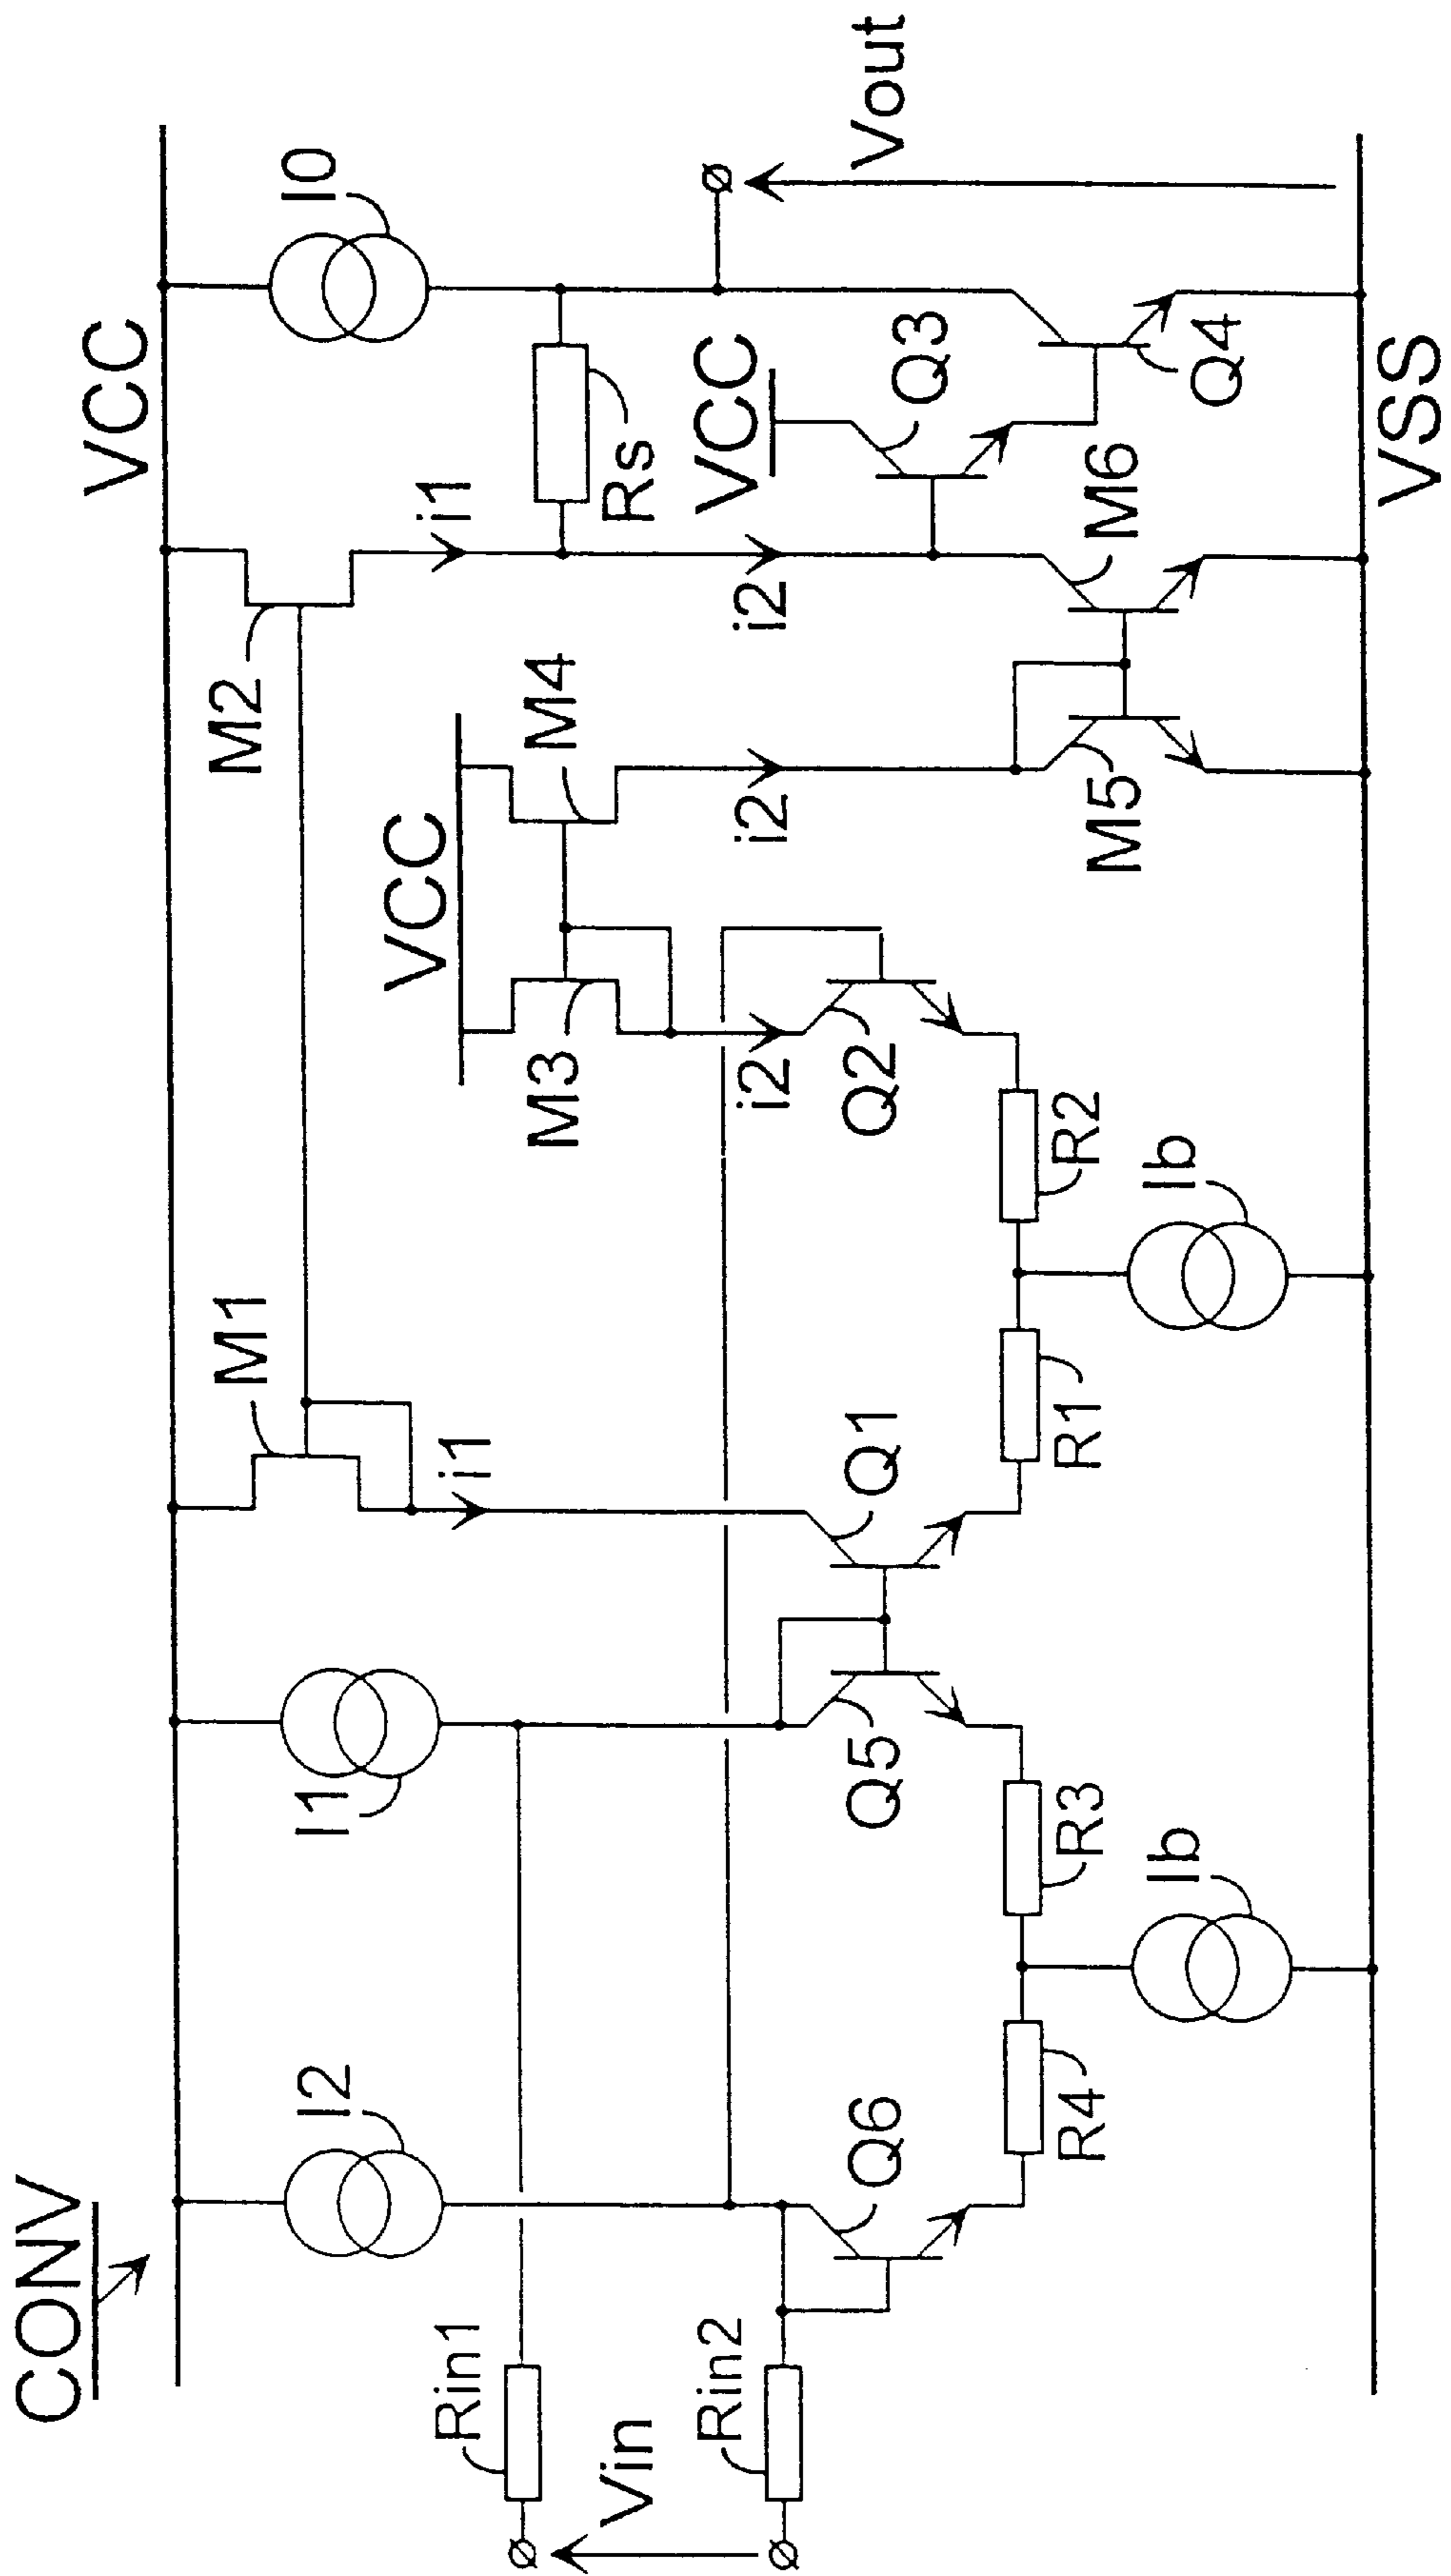 CONV
VCC
I2
I1
M1
M2
I0
Rin1
Vin
Rin2
i1
VCC
M3
M4
i1
Rs
VCC
i2
i2
i2
Q3
Vout
Q6
Q5
Q1
Q2
M5
M6
Q4
R4
R3
R1
R2
Ib
Ib
VSS